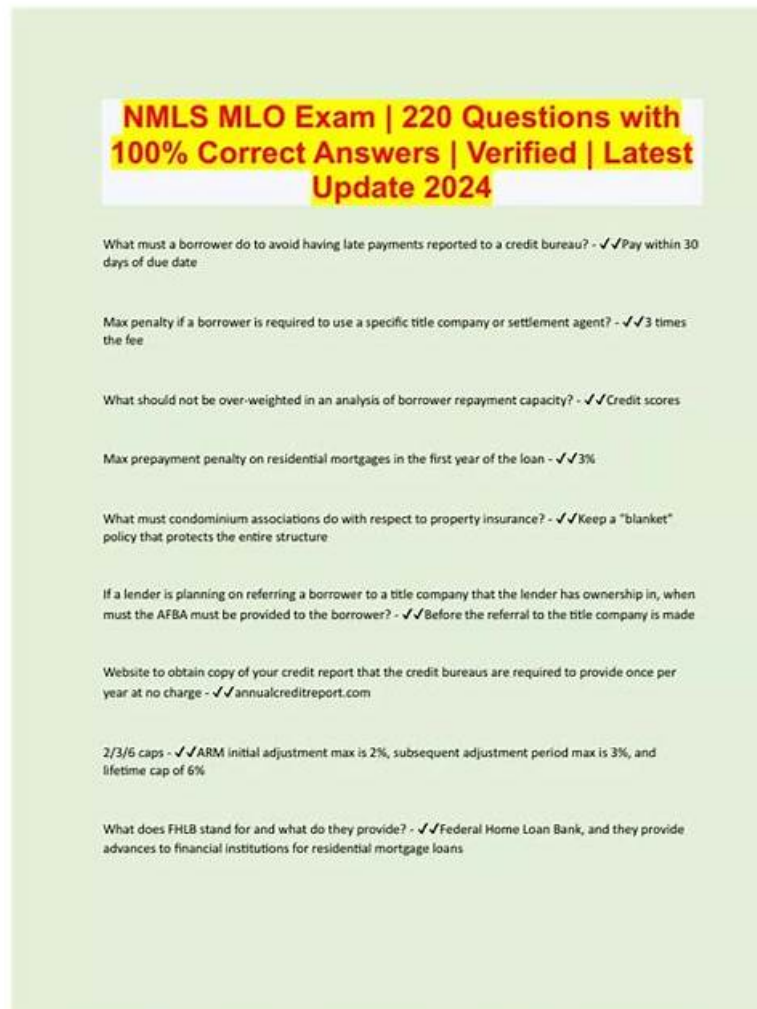 NMLS MLO Exam | 220 Questions with
100% Correct Answers | Verified | Latest
Update 2024
What must a borrower do to avoid having late payments reported to a credit bureau? - ✓✓Pay within 30
days of due date
Max penalty if a borrower is required to use a specific title company or settlement agent? - ✓✓3 times
the fee
What should not be over-weighted in an analysis of borrower repayment capacity? - ✓✓Credit scores
Max prepayment penalty on residential mortgages in the first year of the loan - ✓✓3%
What must condominium associations do with respect to property insurance? - ✓✓Keep a "blanket"
policy that protects the entire structure
If a lender is planning on referring a borrower to a title company that the lender has ownership in, when
must the AFBA must be provided to the borrower? - ✓✓Before the referral to the title company is made
Website to obtain copy of your credit report that the credit bureaus are required to provide once per
year at no charge - ✓✓annualcreditreport.com
2/3/6 caps - ✓✓ARM initial adjustment max is 2%, subsequent adjustment period max is 3%, and
lifetime cap of 6%
What does FHLB stand for and what do they provide? - ✓✓Federal Home Loan Bank, and they provide
advances to financial institutions for residential mortgage loans